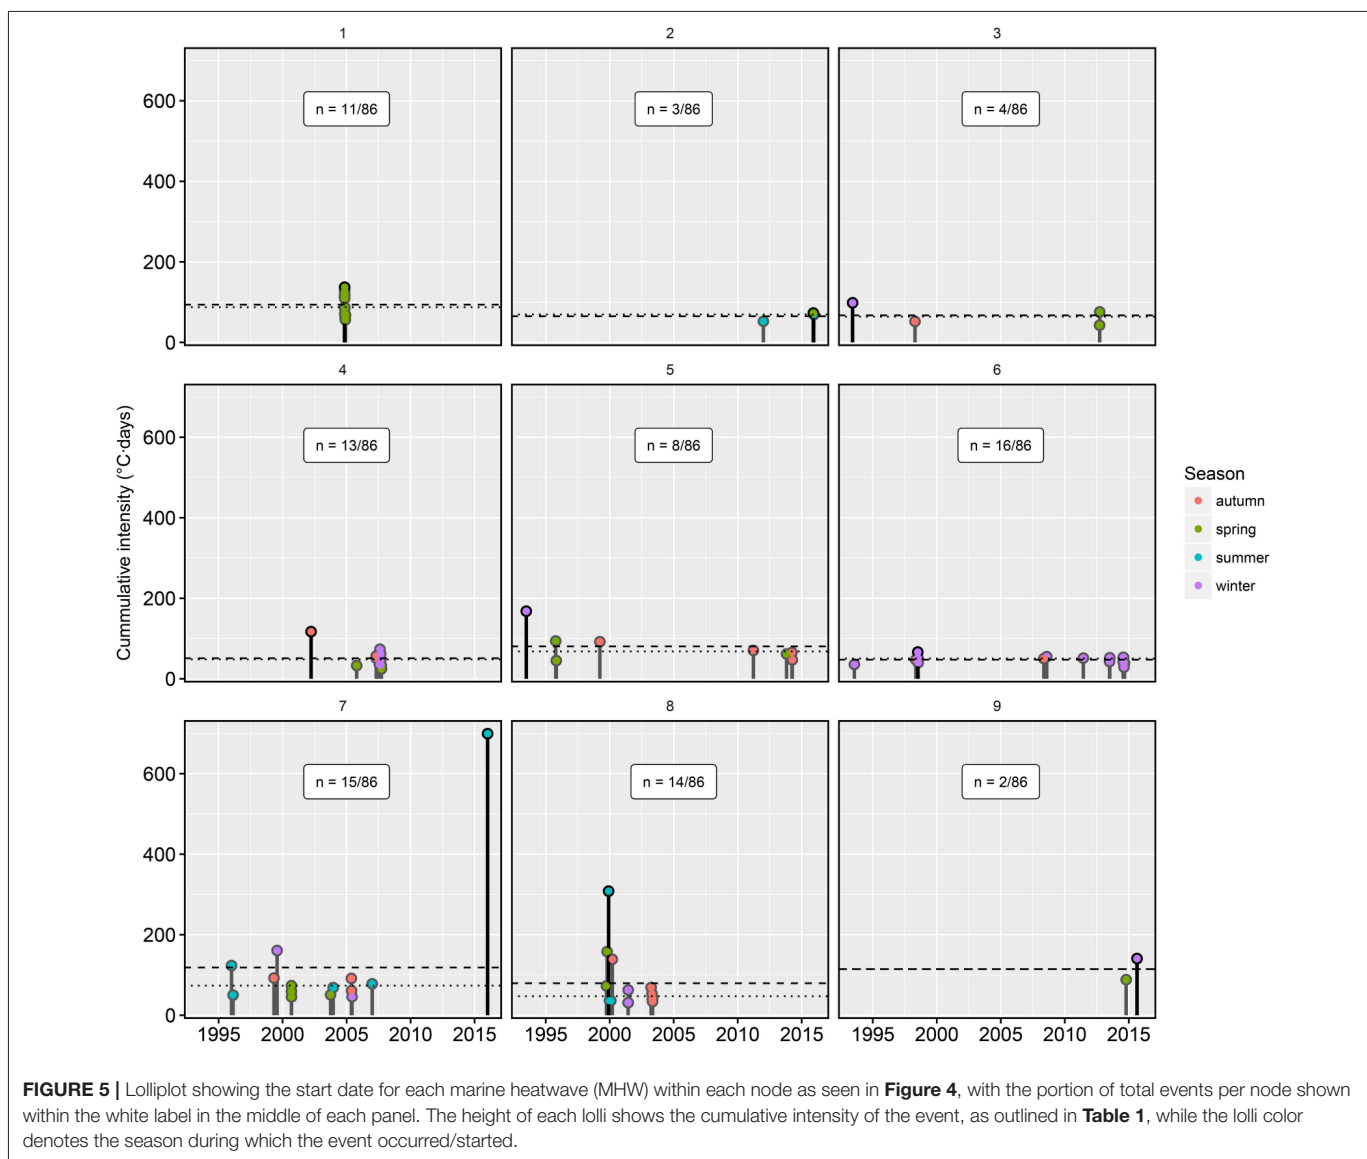 1 2 3
600
400
200
0
n = 11/86 n = 3/86 n = 4/86
4 5 6
600
400
200
0
n = 13/86 n = 8/86 n = 16/86
Cummulative intensity (°C·days)
Season
autumn
spring
summer
winter
7 8 9
600
400
200
0
n = 15/86 n = 14/86 n = 2/86
1995 2000 2005 2010 2015 1995 2000 2005 2010 2015 1995 2000 2005 2010 2015
FIGURE 5 | Lolliplot showing the start date for each marine heatwave (MHW) within each node as seen in Figure 4, with the portion of total events per node shown
within the white label in the middle of each panel. The height of each lolli shows the cumulative intensity of the event, as outlined in Table 1, while the lolli color
denotes the season during which the event occurred/started.